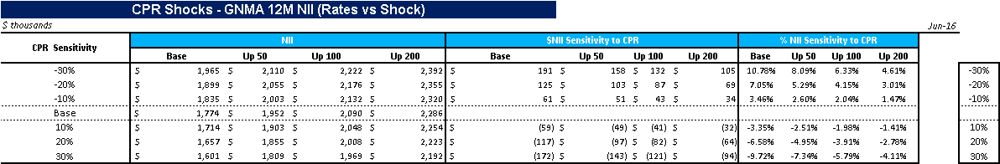 CPR Shocks - GNMA 12M NII (Rates vs Shock)
$ thousands Jun-16
CPR Sensitivity NII $NII Sensitivity to CPR % NII Sensitivity to CPR
Base Up 50 Up 100 Up 200 Base Up 50 Up 100 Up 200 Base Up 50 Up 100 Up 200
-30% $ 1,965 $ 2,110 $ 2,222 $ 2,392 $ 191 $ 158 $ 132 $ 105 10.78% 8.09% 6.33% 4.61% -30%
-20% $ 1,899 $ 2,055 $ 2,176 $ 2,355 $ 125 $ 103 $ 87 $ 69 7.05% 5.29% 4.15% 3.01% -20%
-10% $ 1,835 $ 2,003 $ 2,132 $ 2,320 $ 61 $ 51 $ 43 $ 34 3.46% 2.60% 2.04% 1.47% -10%
Base $ 1,774 $ 1,952 $ 2,090 $ 2,286
10% $ 1,714 $ 1,903 $ 2,048 $ 2,254 $ (59) $ (49) $ (41) $ (32) -3.35% -2.51% -1.98% -1.41% 10%
20% $ 1,657 $ 1,855 $ 2,008 $ 2,223 $ (117) $ (97) $ (82) $ (64) -6.58% -4.95% -3.91% -2.78% 20%
30% $ 1,601 $ 1,809 $ 1,969 $ 2,192 $ (172) $ (143) $ (121) $ (94) -9.72% -7.34% -5.79% -4.11% 30%